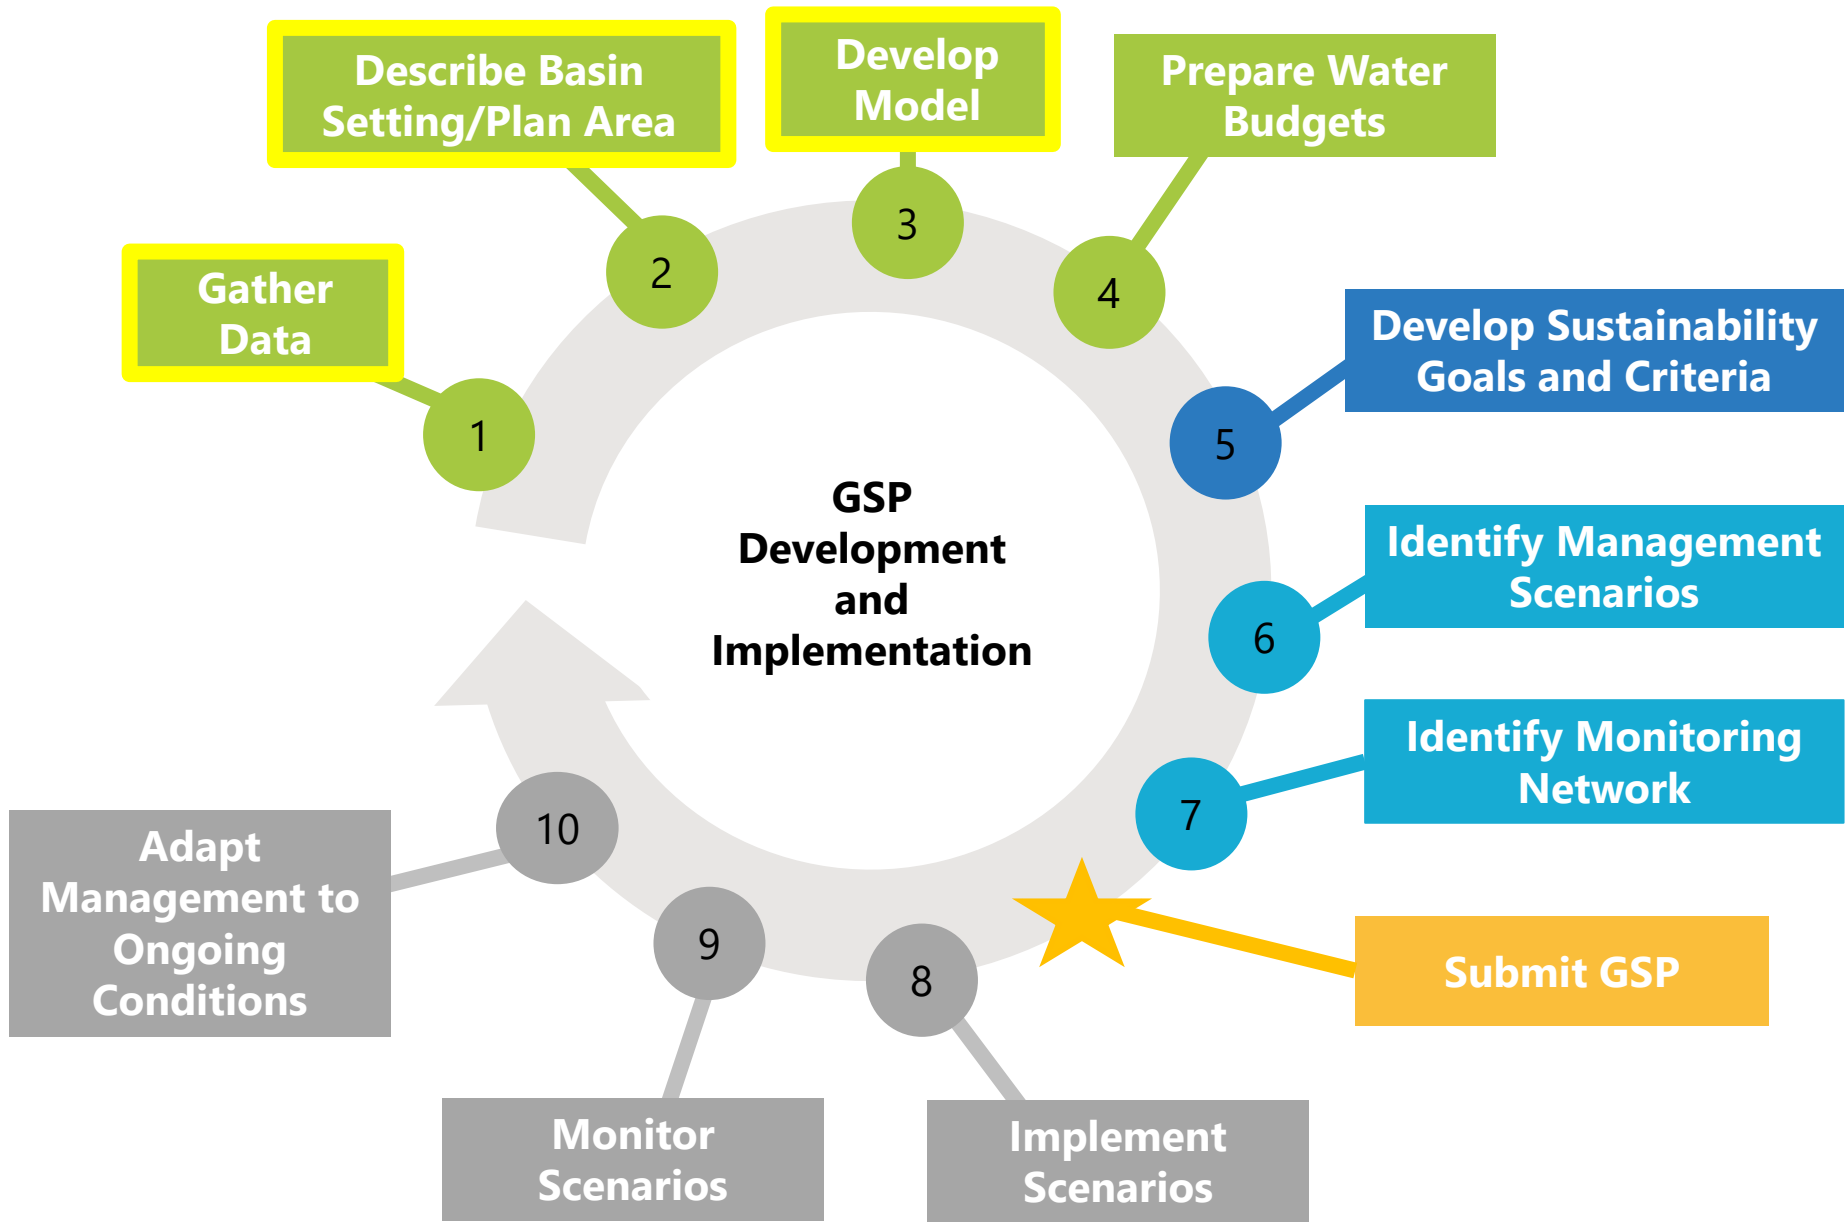 Gather
Data
1
Describe Basin
Setting/Plan Area
2
Develop
Model
3
Prepare Water
Budgets
4
Develop Sustainability
Goals and Criteria
5
Identify Management
Scenarios
6
Identify Monitoring
Network
7
Submit GSP
Implement
Scenarios
8
Monitor
Scenarios
9
Adapt
Management to
Ongoing
Conditions
10
GSP
Development
and
Implementation